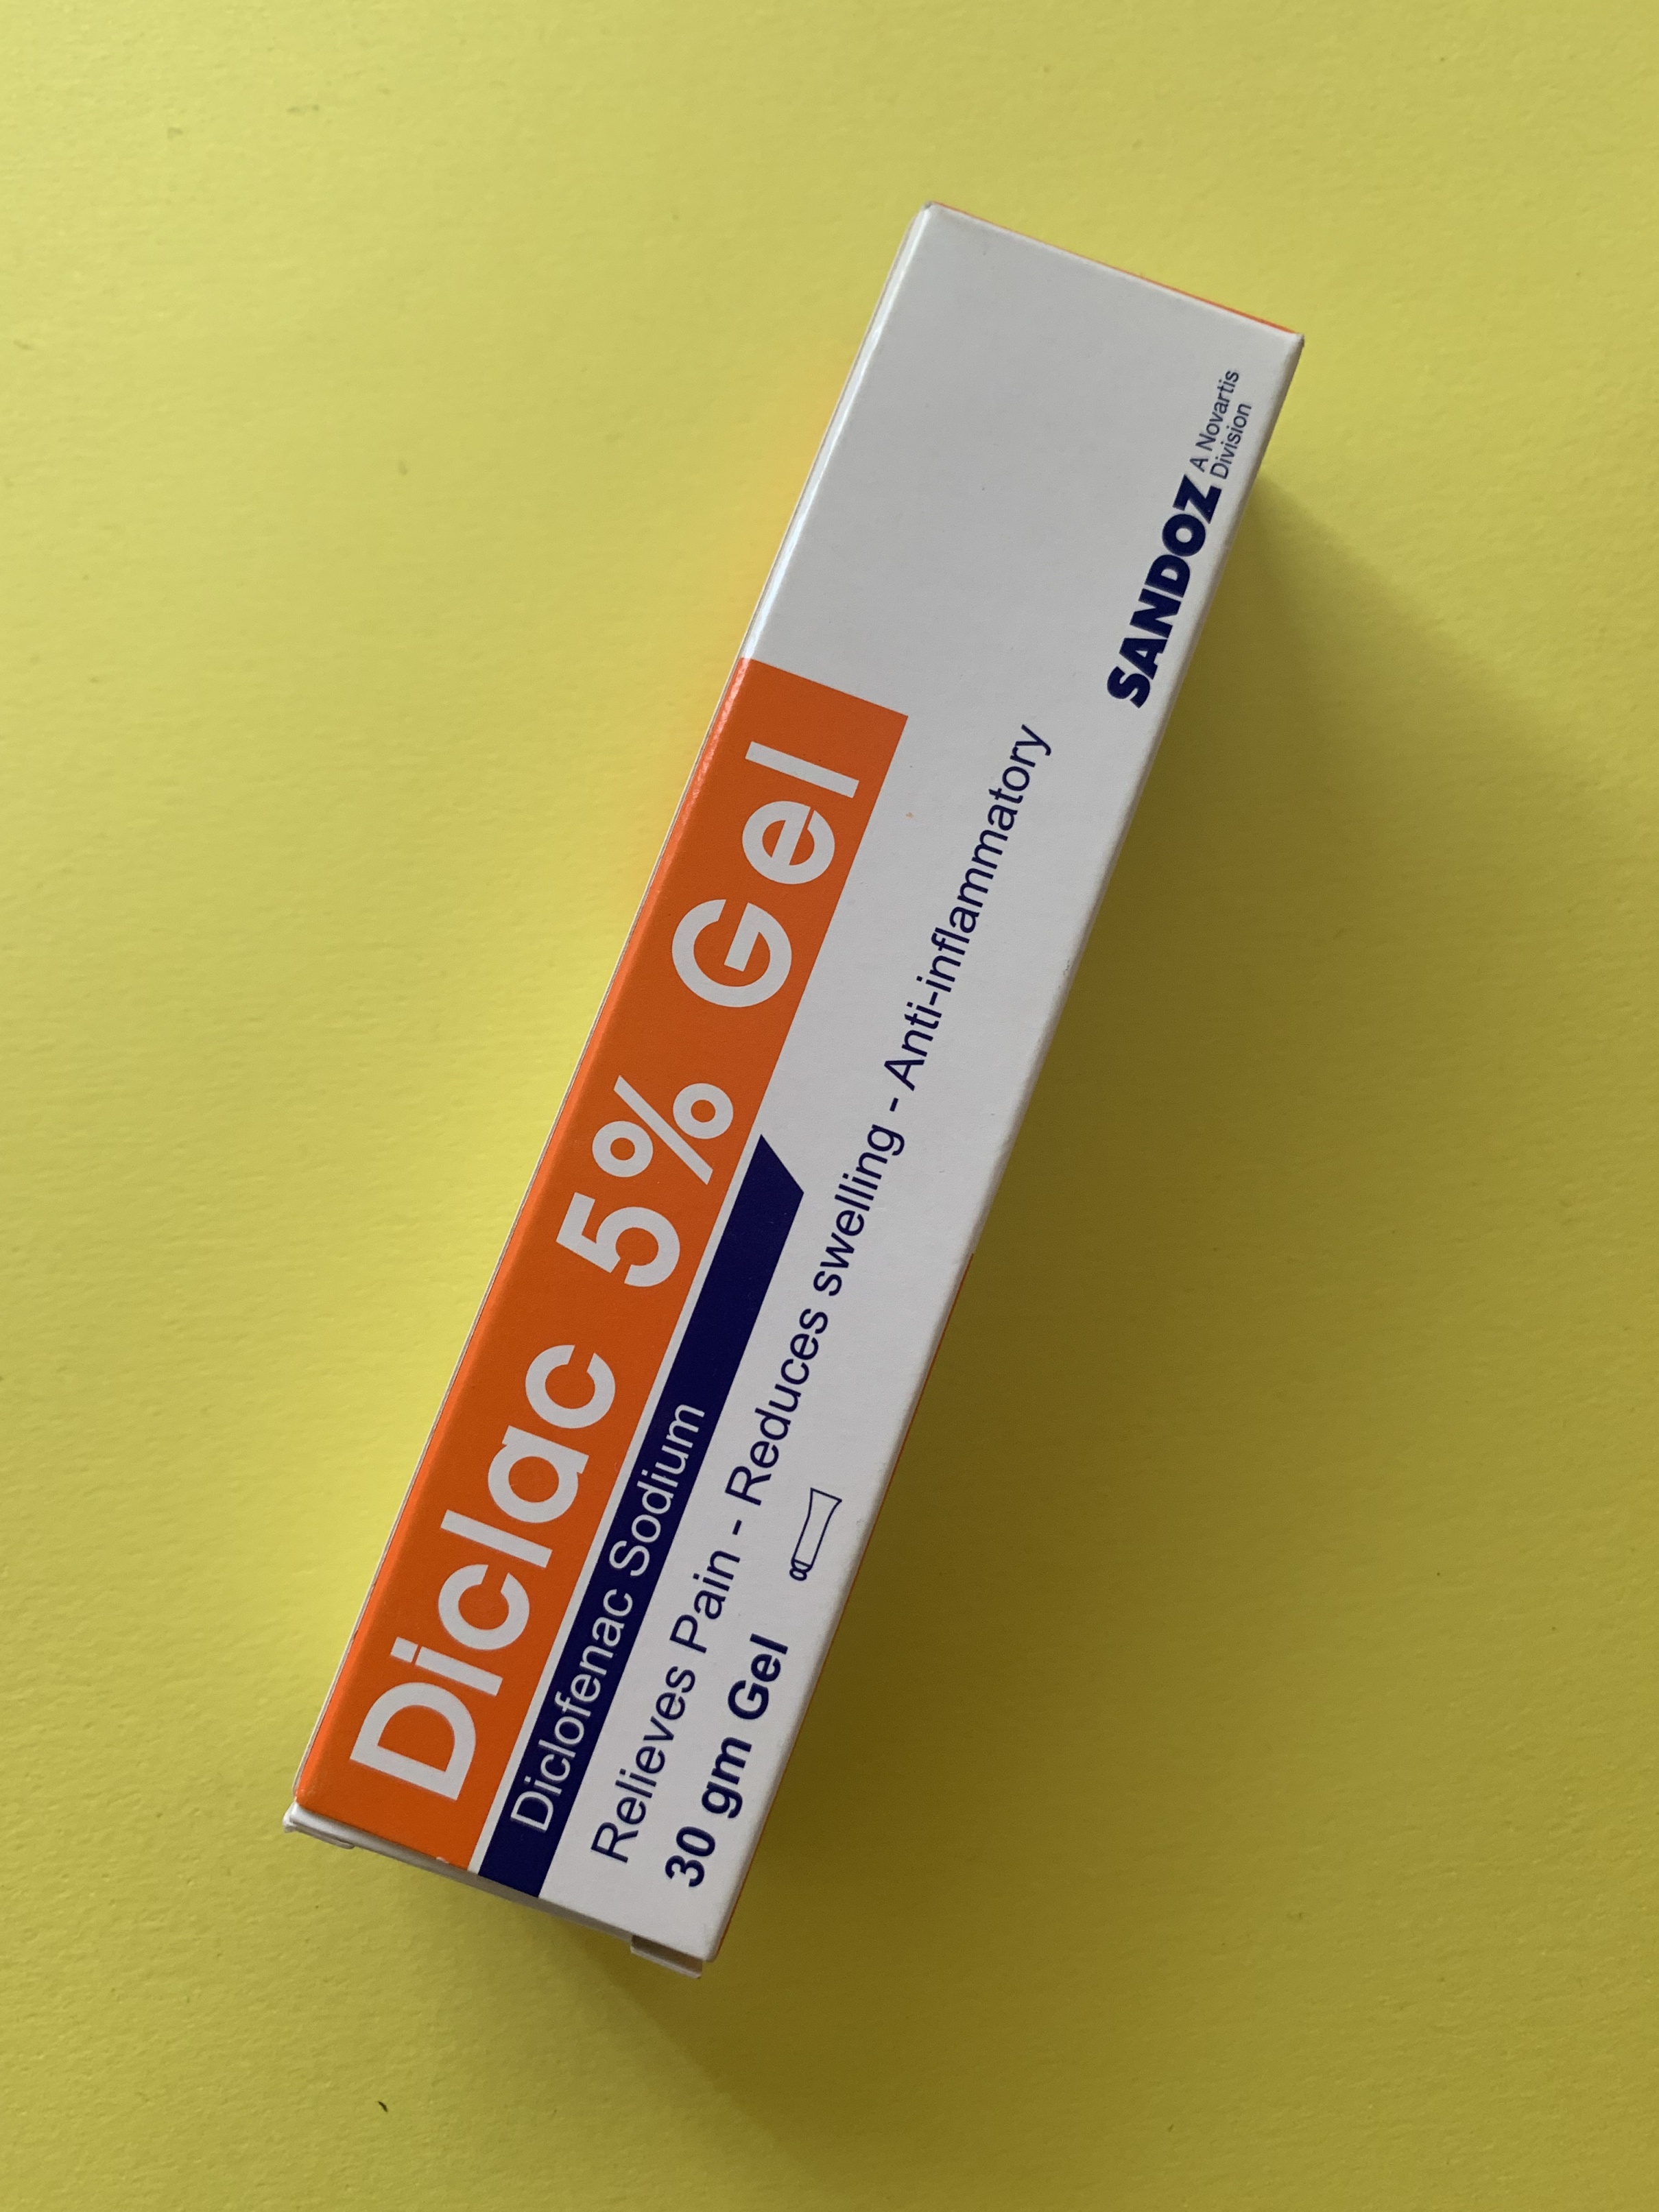 Diclac 5% Gel
Diclofenac Sodium
Relieves Pain - Reduces swelling - Anti-inflammatory
30 gm Gel
SANDOZ A Novartis
Division